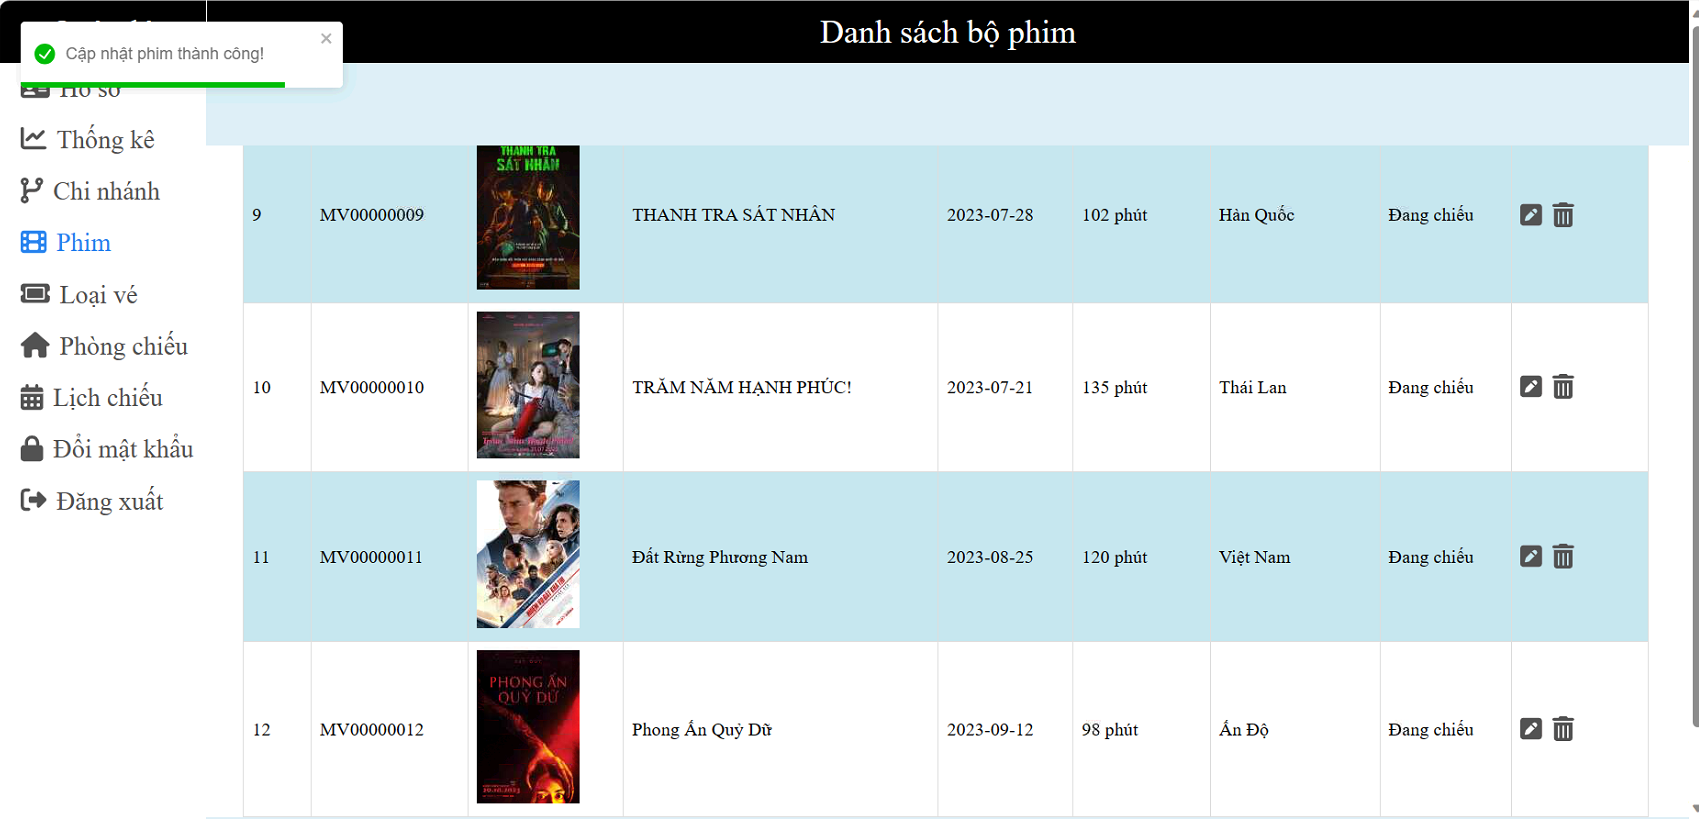 Danh sách bộ phim
Cập nhật phim thành công!
Hồ sơ
Thống kê
Chi nhánh
Phim
Loại vé
Phòng chiếu
Lịch chiếu
Đổi mật khẩu
Đăng xuất
THANH TRA
SÁT NHÂN
9 MV00000009 THANH TRA SÁT NHÂN 2023-07-28 102 phút Hàn Quốc Đang chiếu
10 MV00000010 TRĂM NĂM HẠNH PHÚC! 2023-07-21 135 phút Thái Lan Đang chiếu
11 MV00000011 Đất Rừng Phương Nam 2023-08-25 120 phút Việt Nam Đang chiếu
PHONG ẤN
QUỶ DỮ
12 MV00000012 Phong Ấn Quỷ Dữ 2023-09-12 98 phút Ấn Độ Đang chiếu